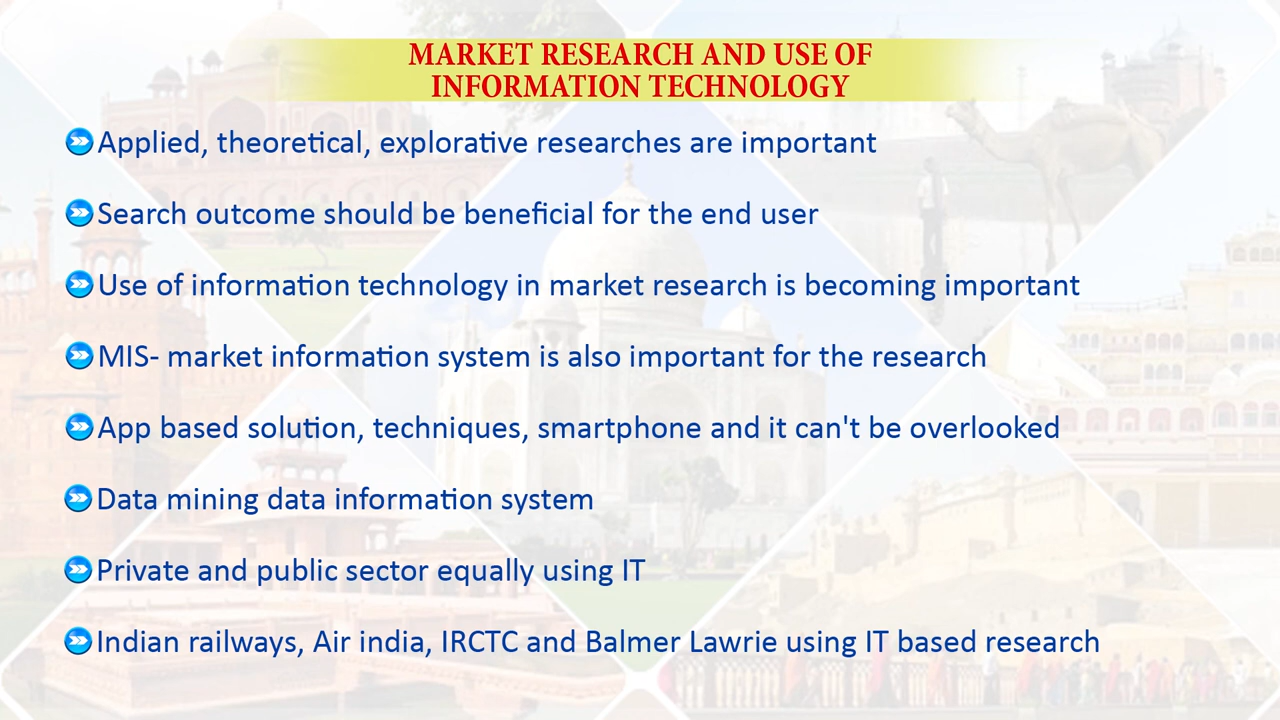 MARKET RESEARCH AND USE OF
INFORMATION TECHNOLOGY
Applied, theoretical, explorative researches are important
Search outcome should be beneficial for the end user
Use of information technology in market research is becoming important
MIS- market information system is also important for the research
App based solution, techniques, smartphone and it can't be overlooked
Data mining data information system
Private and public sector equally using IT
Indian railways, Air india, IRCTC and Balmer Lawrie using IT based research